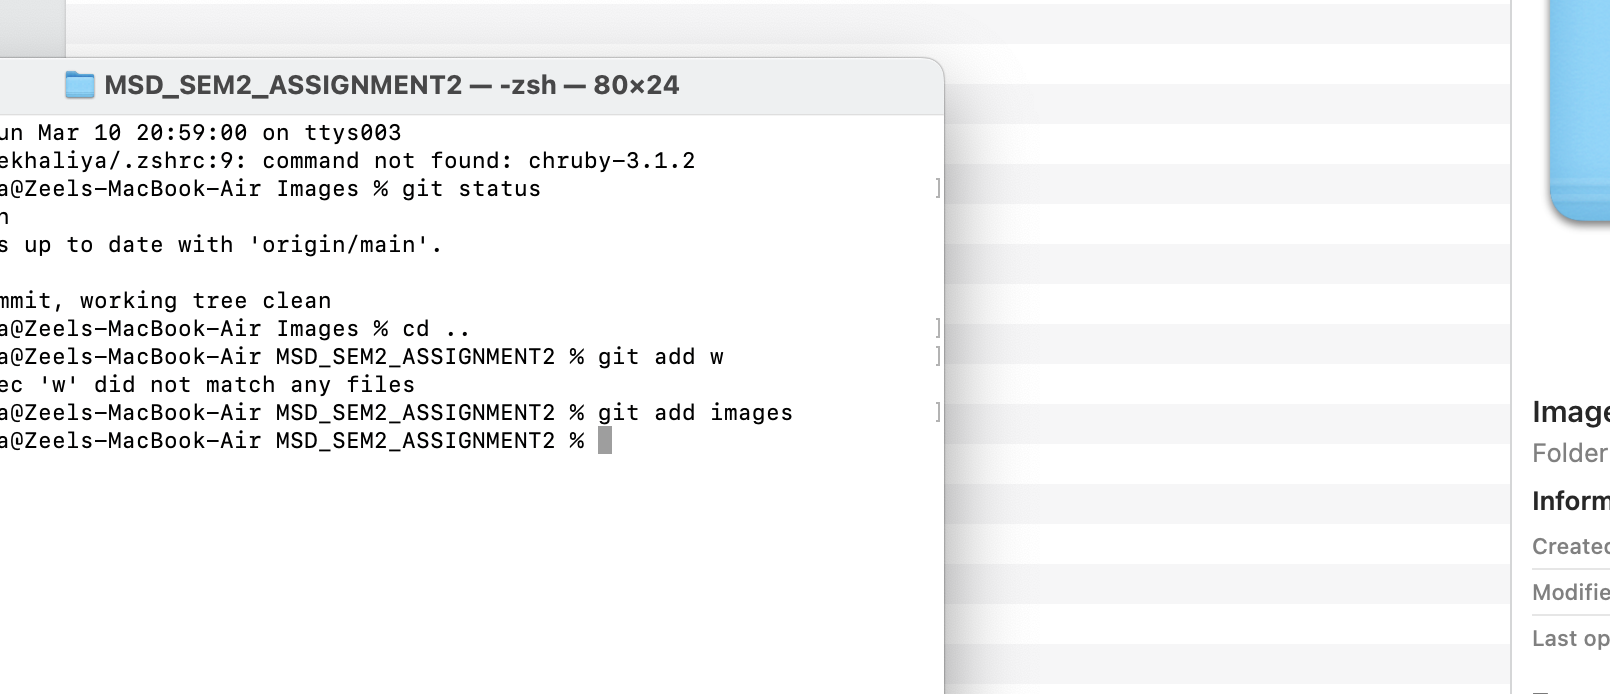 MSD_SEM2_ASSIGNMENT2 — -zsh — 80×24
un Mar 10 20:59:00 on ttys003
ekhaliya/.zshrc:9: command not found: chruby-3.1.2
a@Zeels-MacBook-Air Images % git status
n
s up to date with 'origin/main'.
mmit, working tree clean
a@Zeels-MacBook-Air Images % cd ..
a@Zeels-MacBook-Air MSD_SEM2_ASSIGNMENT2 % git add w
ec 'w' did not match any files
a@Zeels-MacBook-Air MSD_SEM2_ASSIGNMENT2 % git add images
a@Zeels-MacBook-Air MSD_SEM2_ASSIGNMENT2 %
Image
Folder
Inform
Created
Modifie
Last op